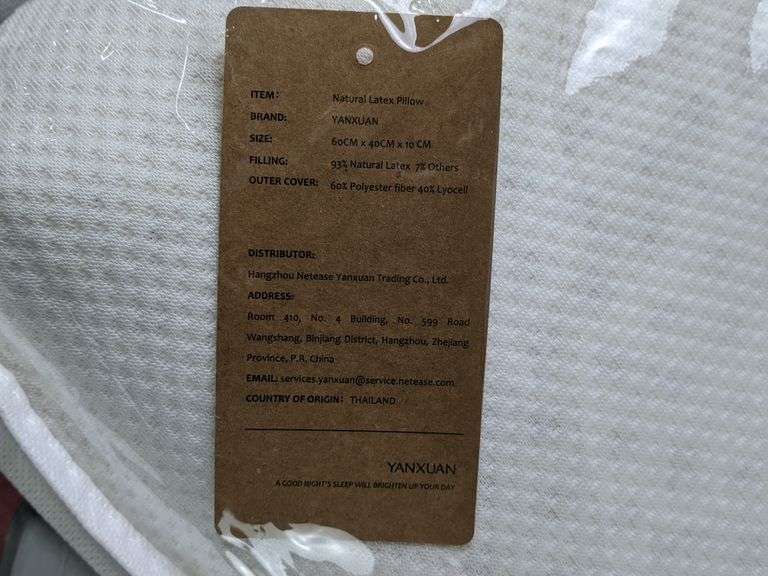 ITEM: Natural Latex Pillow
BRAND: YANXUAN
SIZE: 60CM x 40CM x 10 CM
FILLING: 93% Natural Latex 7% Others
OUTER COVER: 60% Polyester fiber 40% Lyocell
DISTRIBUTOR:
Hangzhou Netease Yanxuan Trading Co., Ltd.
ADDRESS:
Room 410, No. 4 Building, No. 599 Road
Wangshang, Binjiang District, Hangzhou, Zhejiang
Province, P.R. China
EMAIL: services.yanxuan@service.netease.com
COUNTRY OF ORIGIN: THAILAND
YANXUAN
A GOOD NIGHT'S SLEEP WILL BRIGHTEN UP YOUR DAY